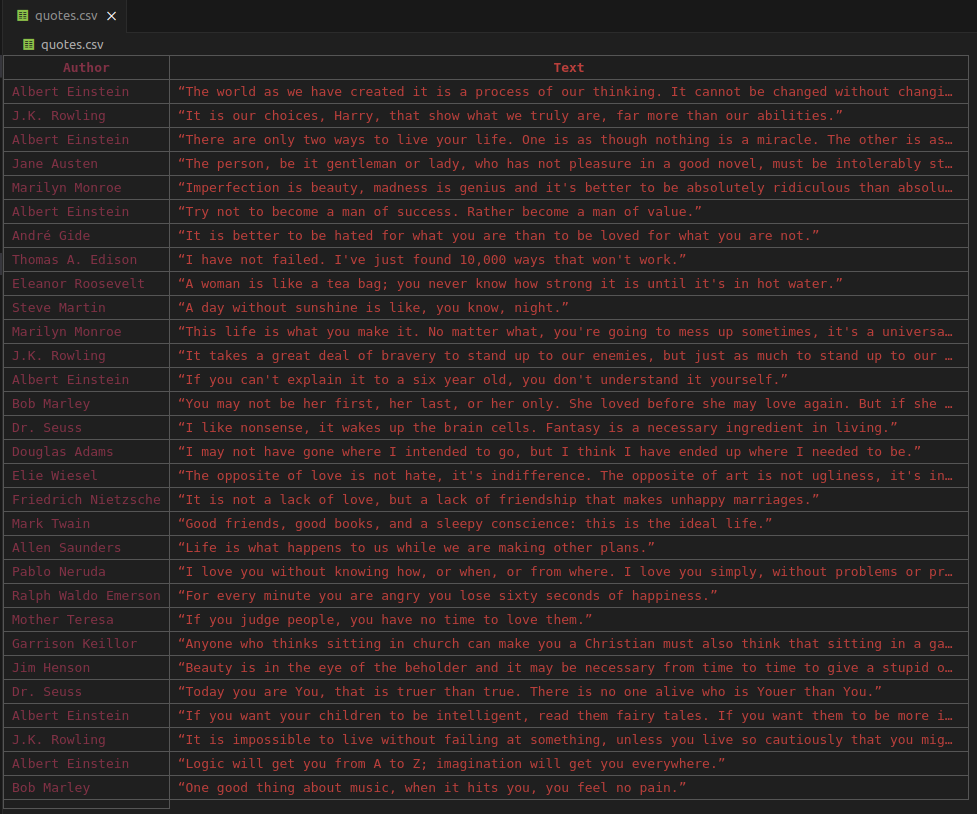 quotes.csv
quotes.csv
Author Text
Albert Einstein “The world as we have created it is a process of our thinking. It cannot be changed without changi…
J.K. Rowling “It is our choices, Harry, that show what we truly are, far more than our abilities.”
Albert Einstein “There are only two ways to live your life. One is as though nothing is a miracle. The other is as…
Jane Austen “The person, be it gentleman or lady, who has not pleasure in a good novel, must be intolerably st…
Marilyn Monroe “Imperfection is beauty, madness is genius and it's better to be absolutely ridiculous than absolu…
Albert Einstein “Try not to become a man of success. Rather become a man of value.”
André Gide “It is better to be hated for what you are than to be loved for what you are not.”
Thomas A. Edison “I have not failed. I've just found 10,000 ways that won't work.”
Eleanor Roosevelt “A woman is like a tea bag; you never know how strong it is until it's in hot water.”
Steve Martin “A day without sunshine is like, you know, night.”
Marilyn Monroe “This life is what you make it. No matter what, you're going to mess up sometimes, it's a universa…
J.K. Rowling “It takes a great deal of bravery to stand up to our enemies, but just as much to stand up to our …
Albert Einstein “If you can't explain it to a six year old, you don't understand it yourself.”
Bob Marley “You may not be her first, her last, or her only. She loved before she may love again. But if she …
Dr. Seuss “I like nonsense, it wakes up the brain cells. Fantasy is a necessary ingredient in living.”
Douglas Adams “I may not have gone where I intended to go, but I think I have ended up where I needed to be.”
Elie Wiesel “The opposite of love is not hate, it's indifference. The opposite of art is not ugliness, it's in…
Friedrich Nietzsche “It is not a lack of love, but a lack of friendship that makes unhappy marriages.”
Mark Twain “Good friends, good books, and a sleepy conscience: this is the ideal life.”
Allen Saunders “Life is what happens to us while we are making other plans.”
Pablo Neruda “I love you without knowing how, or when, or from where. I love you simply, without problems or pr…
Ralph Waldo Emerson “For every minute you are angry you lose sixty seconds of happiness.”
Mother Teresa “If you judge people, you have no time to love them.”
Garrison Keillor “Anyone who thinks sitting in church can make you a Christian must also think that sitting in a ga…
Jim Henson “Beauty is in the eye of the beholder and it may be necessary from time to time to give a stupid o…
Dr. Seuss “Today you are You, that is truer than true. There is no one alive who is Youer than You.”
Albert Einstein “If you want your children to be intelligent, read them fairy tales. If you want them to be more i…
J.K. Rowling “It is impossible to live without failing at something, unless you live so cautiously that you mig…
Albert Einstein “Logic will get you from A to Z; imagination will get you everywhere.”
Bob Marley “One good thing about music, when it hits you, you feel no pain.”